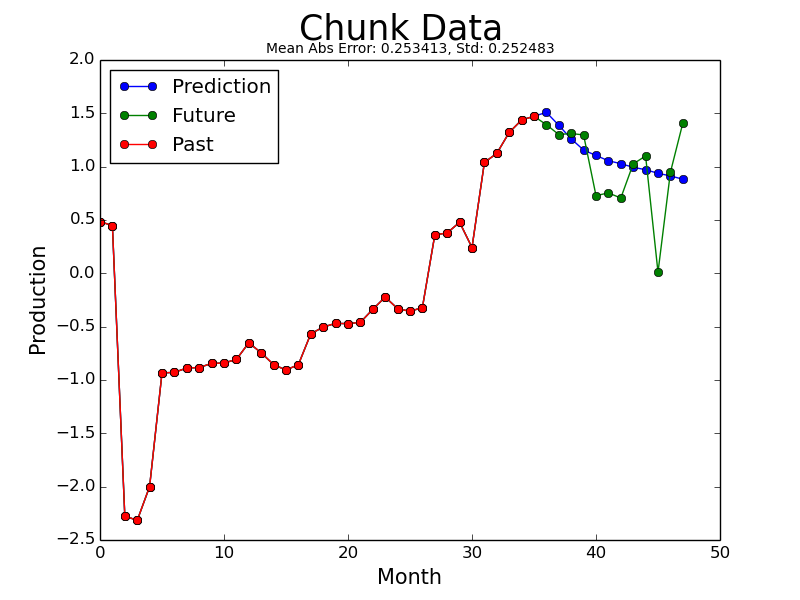 Chunk Data
Mean Abs Error: 0.253413, Std: 0.252483
Prediction
Future
Past
2.0
1.5
1.0
0.5
0.0
−0.5
−1.0
−1.5
−2.0
−2.5
Production
0 10 20 30 40 50
Month